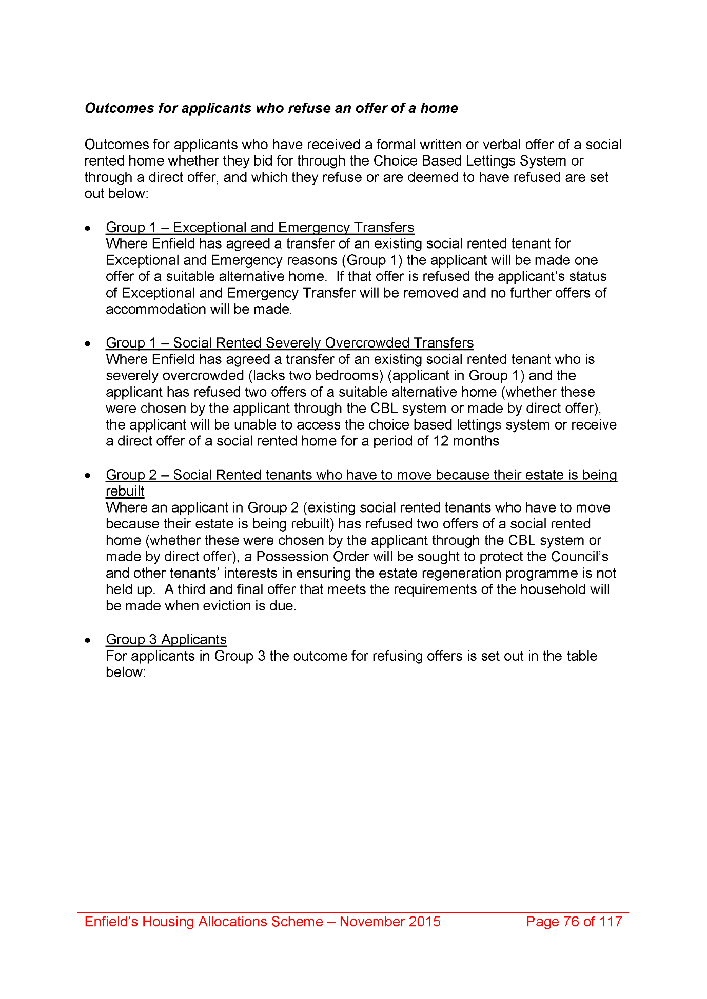 Outcomes for applicants who refuse an offer of a home
Outcomes for applicants who have received a formal written or verbal offer of a social
rented home whether they bid for through the Choice Based Lettings System or
through a direct offer, and which they refuse or are deemed to have refused are set
out below:
• Group 1 – Exceptional and Emergency Transfers
Where Enfield has agreed a transfer of an existing social rented tenant for
Exceptional and Emergency reasons (Group 1) the applicant will be made one
offer of a suitable alternative home.  If that offer is refused the applicant’s status
of Exceptional and Emergency Transfer will be removed and no further offers of
accommodation will be made.
• Group 1 – Social Rented Severely Overcrowded Transfers
Where Enfield has agreed a transfer of an existing social rented tenant who is
severely overcrowded (lacks two bedrooms) (applicant in Group 1) and the
applicant has refused two offers of a suitable alternative home (whether these
were chosen by the applicant through the CBL system or made by direct offer),
the applicant will be unable to access the choice based lettings system or receive
a direct offer of a social rented home for a period of 12 months
• Group 2 – Social Rented tenants who have to move because their estate is being
rebuilt
Where an applicant in Group 2 (existing social rented tenants who have to move
because their estate is being rebuilt) has refused two offers of a social rented
home (whether these were chosen by the applicant through the CBL system or
made by direct offer), a Possession Order will be sought to protect the Council’s
and other tenants’ interests in ensuring the estate regeneration programme is not
held up.  A third and final offer that meets the requirements of the household will
be made when eviction is due.
• Group 3 Applicants
For applicants in Group 3 the outcome for refusing offers is set out in the table
below:
Enfield’s Housing Allocations Scheme – November 2015 Page 76 of 117